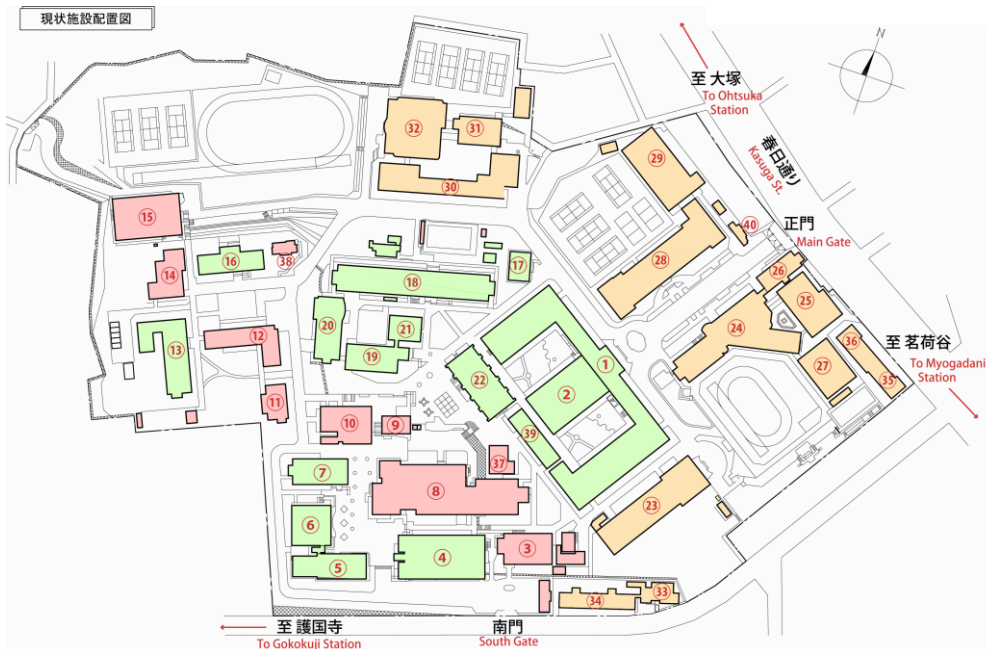 現状施設配置図
N
至 大塚
To Ohtsuka
Station
春日通り
Kasuga St.
正門
Main Gate
至 茗荷谷
To Myogadani
Station
㉜
㉛
㉚
㉙
㊵
⑮
⑯
㊳
⑭
⑰
⑱
㉘
㉖
㉕
㉔
㊱
㉗
㉟
⑳
㉑
⑲
⑬
⑫
⑪
㉒
①
②
⑩
⑨
㊴
㊲
⑦
⑧
㉓
⑥
⑤
④
③
㉞
㉝
至 護国寺
To Gokokuji Station
南門
South Gate